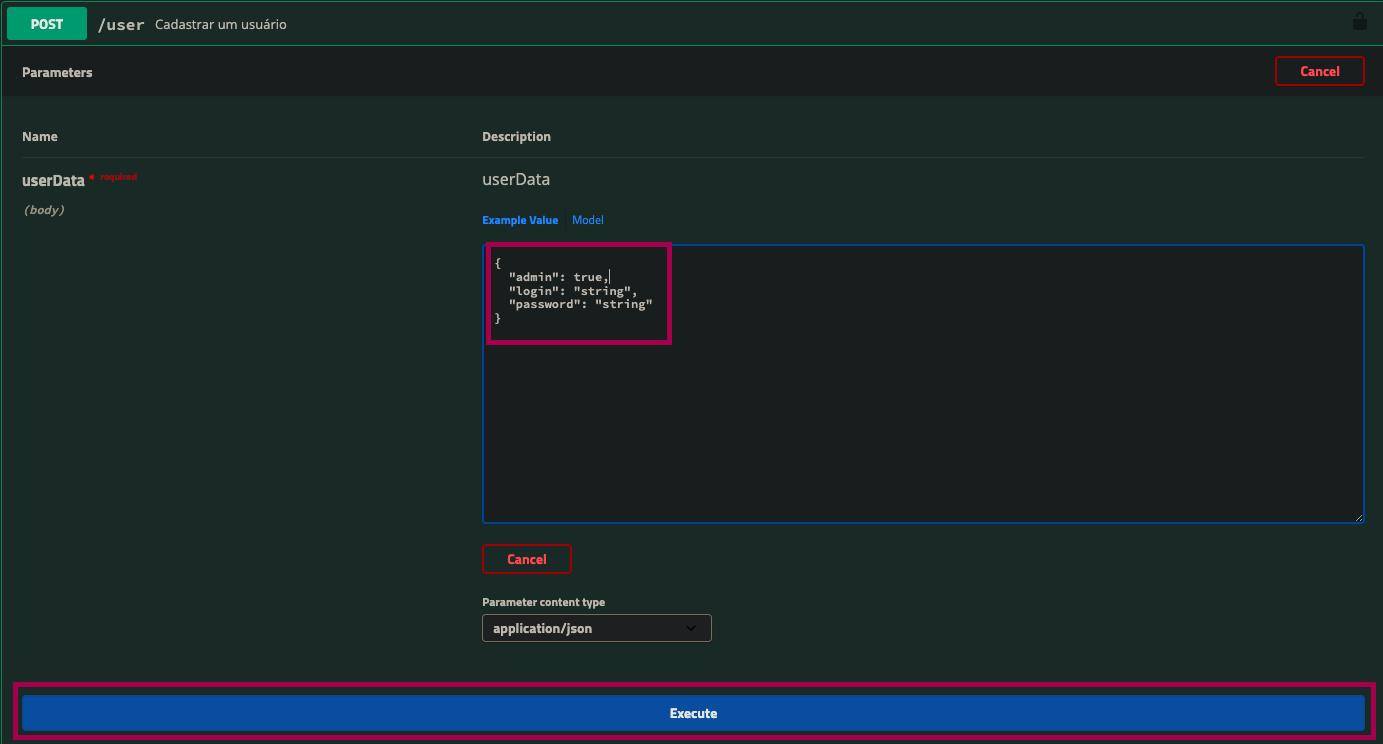 POST /user Cadastrar um usuário
Parameters Cancel
Name Description
userData * required userData
(body)
Example Value Model
{
"admin": true,
"login": "string",
"password": "string"
}
Cancel
Parameter content type
application/json
Execute